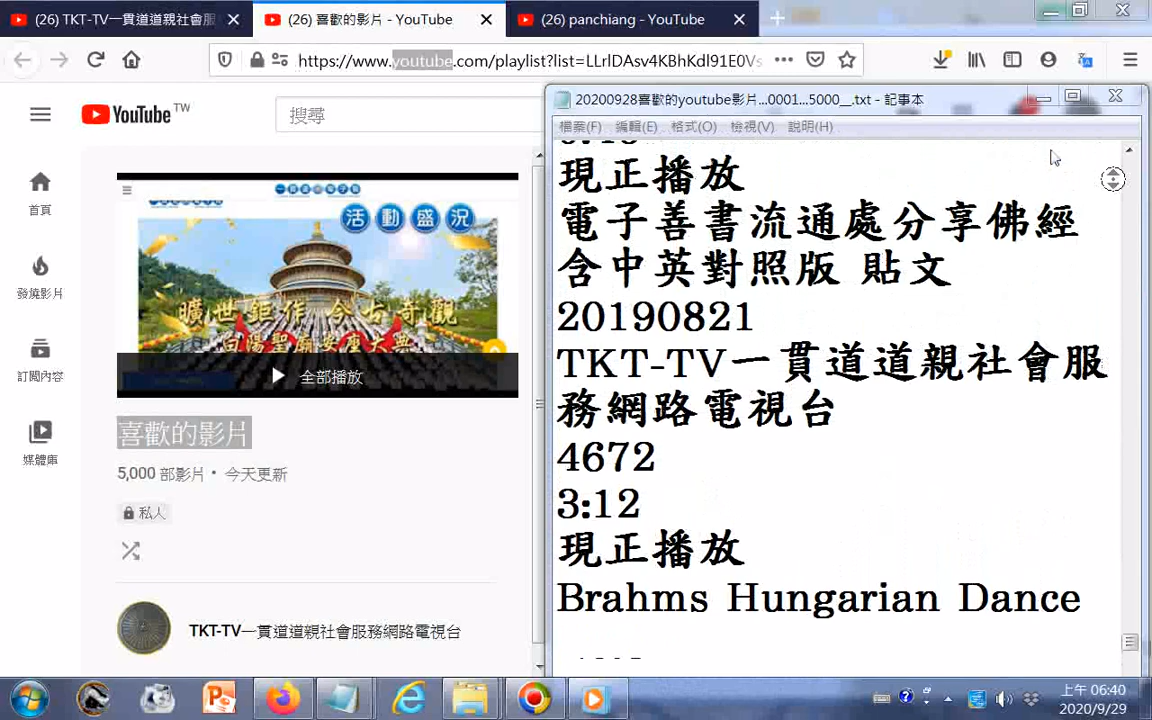 (26) TKT-TV一貫道道親社會服
(26) 喜歡的影片 - YouTube
(26) panchiang - YouTube
https://www.youtube.com/playlist?list=LLrlDAsv4KBhKdl91E0Vs
YouTube TW
搜尋
首頁
發燒影片
訂閱內容
媒體庫
活動盛況
曠世鉅作 今古奇觀
白陽聖廟安座大典
全部播放
喜歡的影片
5,000 部影片・今天更新
私人
TKT-TV一貫道道親社會服務網路電視台
20200928喜歡的youtube影片...0001...5000__.txt - 記事本
檔案(F) 編輯(E) 格式(O) 檢視(V) 說明(H)
現正播放
電子善書流通處分享佛經
含中英對照版 貼文
20190821
TKT-TV一貫道道親社會服
務網路電視台
4672
3:12
現正播放
Brahms Hungarian Dance
上午 06:40
2020/9/29